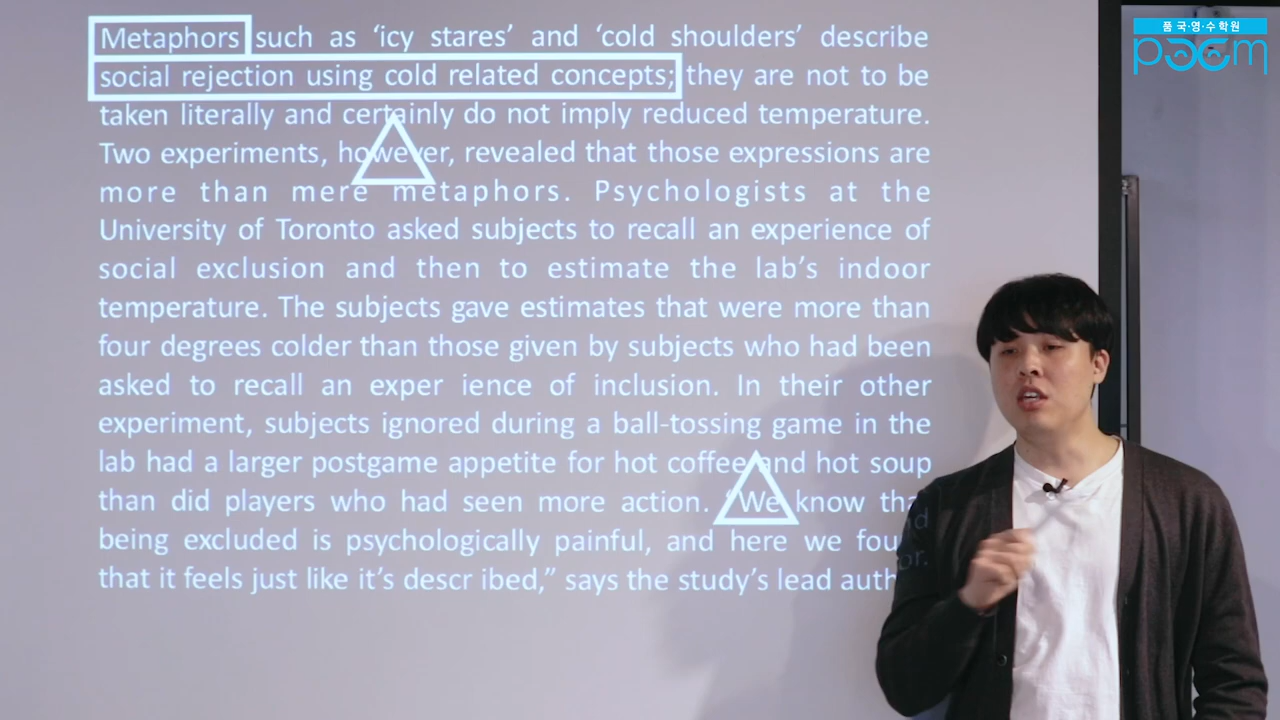 품 국·영·수 학원
poem
Metaphors such as ‘icy stares’ and ‘cold shoulders’ describe
social rejection using cold related concepts; they are not to be
taken literally and certainly do not imply reduced temperature.
Two experiments, however, revealed that those expressions are
more than mere metaphors. Psychologists at the
University of Toronto asked subjects to recall an experience of
social exclusion and then to estimate the lab’s indoor
temperature. The subjects gave estimates that were more than
four degrees colder than those given by subjects who had been
asked to recall an exper ience of inclusion. In their other
experiment, subjects ignored during a ball-tossing game in the
lab had a larger postgame appetite for hot coffee and hot soup
than did players who had seen more action. “We know that
being excluded is psychologically painful, and here we found
that it feels just like it’s descr ibed,” says the study’s lead author.